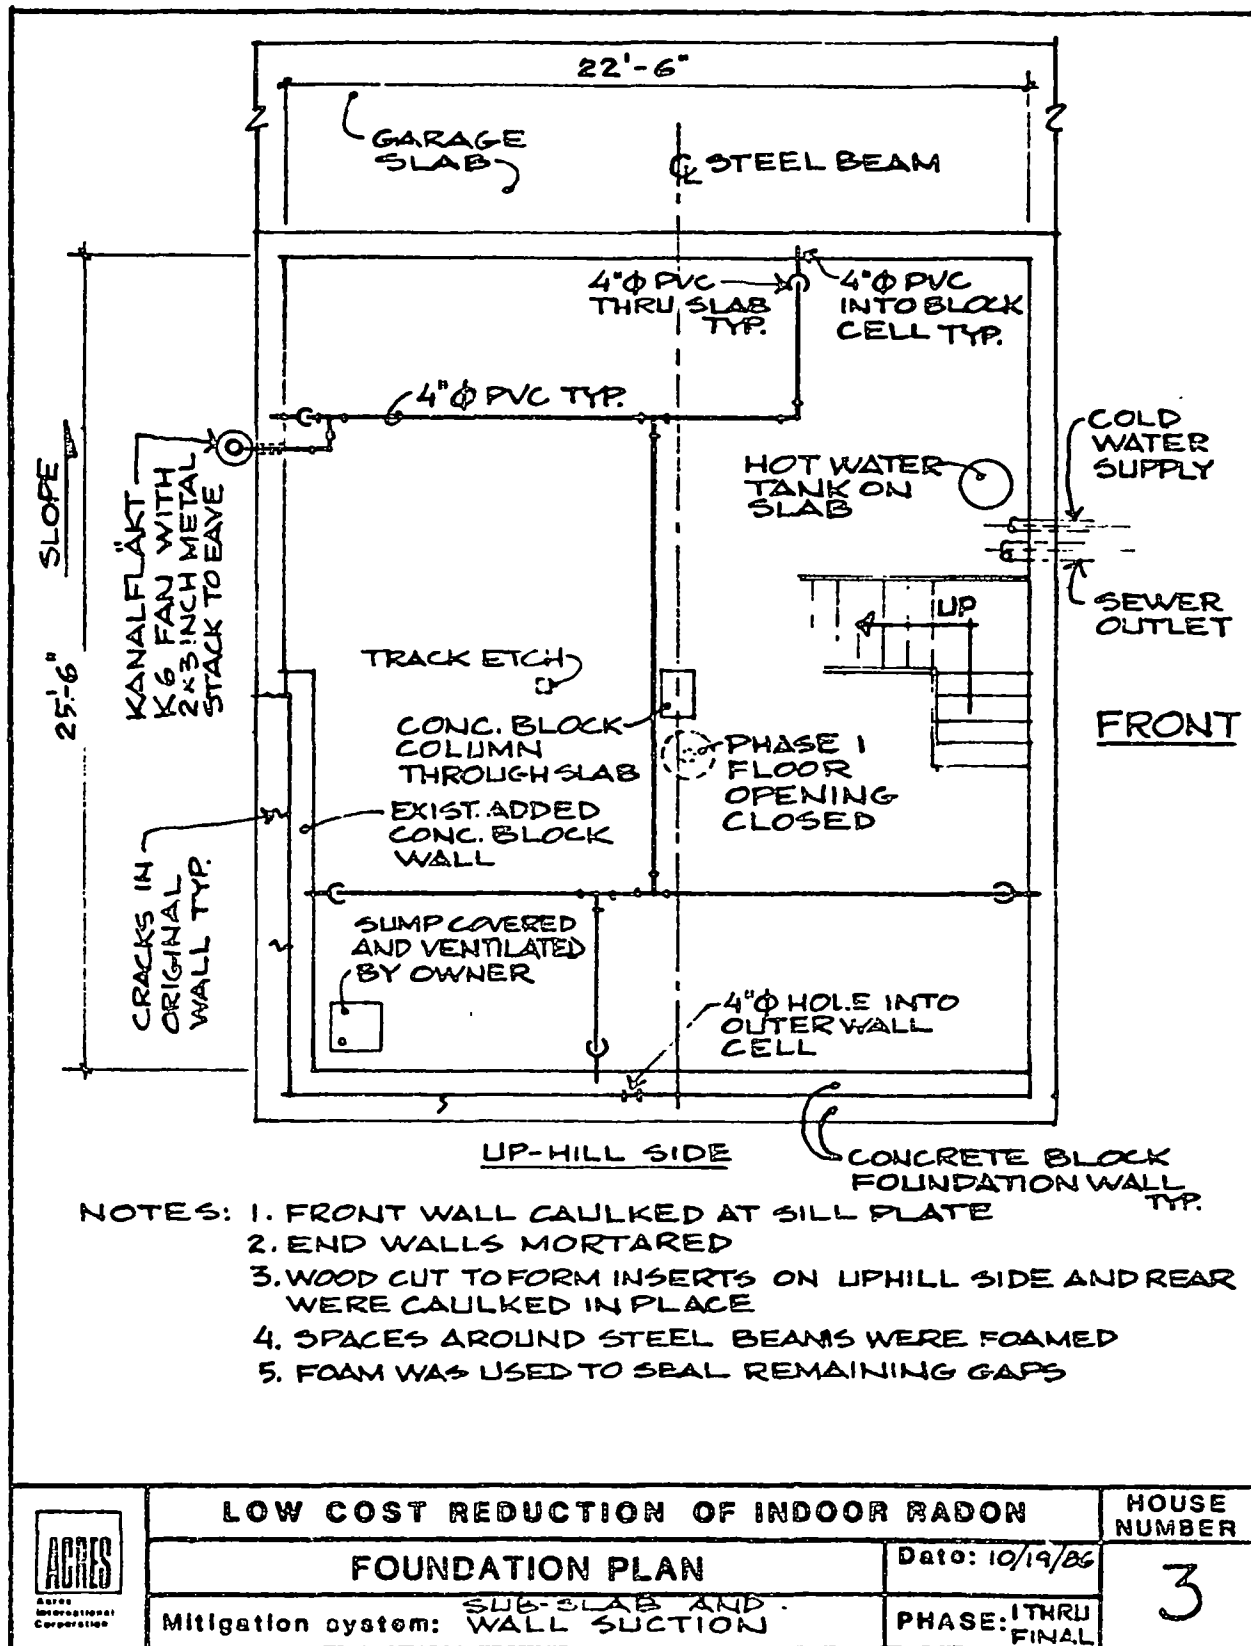 22'-6"
GARAGE
SLAB
℄ STEEL BEAM
4"ϕ PVC
THRU SLAB
TYP.
4"ϕ PVC
INTO BLOCK
CELL TYP.
4"ϕ PVC TYP.
COLD
WATER
SUPPLY
HOT WATER
TANK ON
SLAB
SLOPE
25'-6"
KANALFLÄKT
K6 FAN WITH
2x3 INCH METAL
STACK TO EAVE
UP
SEWER
OUTLET
TRACK ETCH
FRONT
CONC. BLOCK
COLUMN
THROUGH SLAB
PHASE 1
FLOOR
OPENING
CLOSED
EXIST. ADDED
CONC. BLOCK
WALL
CRACKS IN
ORIGINAL
WALL TYP.
SUMP COVERED
AND VENTILATED
BY OWNER
4"ϕ HOLE INTO
OUTER WALL
CELL
UP-HILL SIDE
CONCRETE BLOCK
FOUNDATION WALL
TYP.
NOTES: 1. FRONT WALL CAULKED AT SILL PLATE
2. END WALLS MORTARED
3. WOOD CUT TO FORM INSERTS ON UPHILL SIDE AND REAR
WERE CAULKED IN PLACE
4. SPACES AROUND STEEL BEAMS WERE FOAMED
5. FOAM WAS USED TO SEAL REMAINING GAPS
ACRES
Acres
International
Corporation
LOW COST REDUCTION OF INDOOR RADON
HOUSE
NUMBER
3
FOUNDATION PLAN
Date: 10/19/86
Mitigation system: SUB-SLAB AND
WALL SUCTION
PHASE: 1 THRU
FINAL